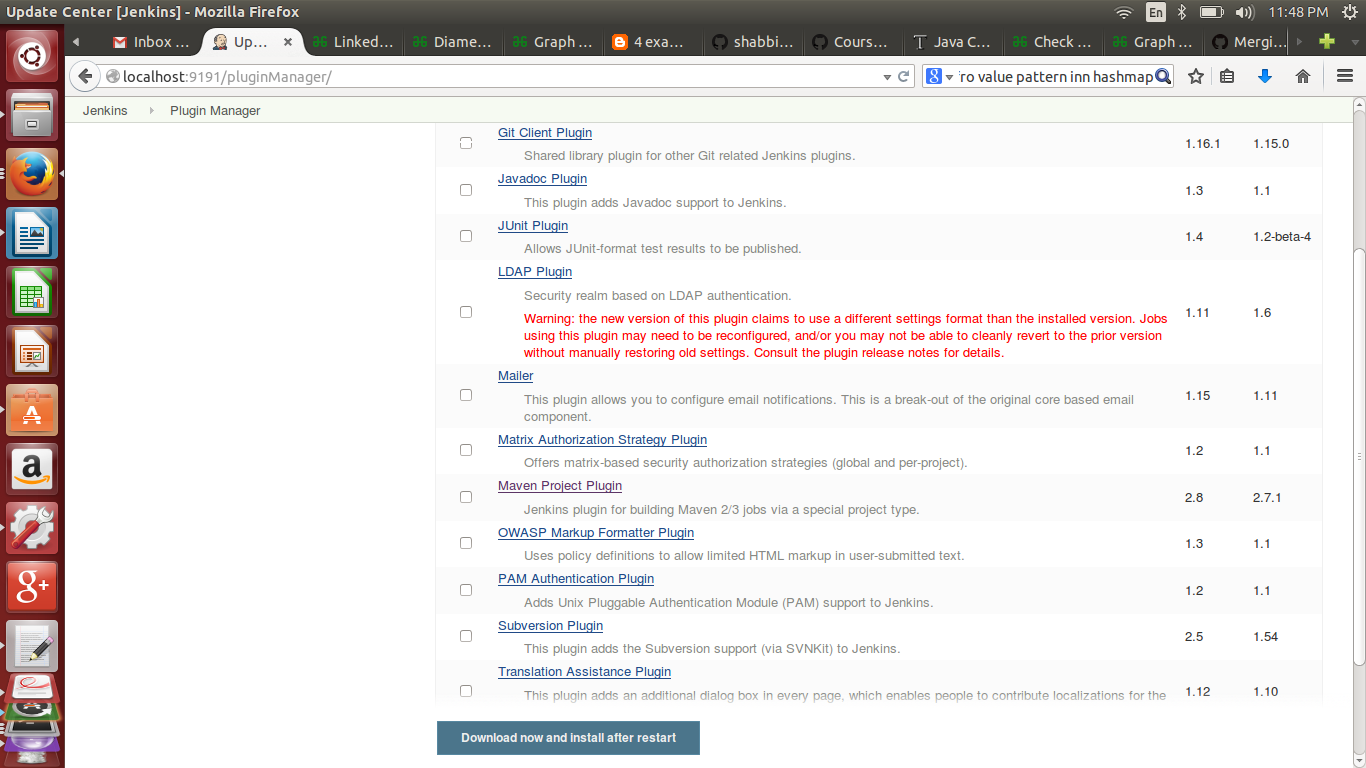 Update Center [Jenkins] - Mozilla Firefox
En
11:48 PM
Inbox ...
Up...
Linked...
Diame...
Graph ...
4 exa...
shabbi...
Cours...
Java C...
Check ...
Graph ...
Mergi...
localhost:9191/pluginManager/
ro value pattern inn hashmap
Jenkins
Plugin Manager
Git Client Plugin
Shared library plugin for other Git related Jenkins plugins.
1.16.1 1.15.0
Javadoc Plugin
This plugin adds Javadoc support to Jenkins.
1.3 1.1
JUnit Plugin
Allows JUnit-format test results to be published.
1.4 1.2-beta-4
LDAP Plugin
Security realm based on LDAP authentication.
Warning: the new version of this plugin claims to use a different settings format than the installed version. Jobs
using this plugin may need to be reconfigured, and/or you may not be able to cleanly revert to the prior version
without manually restoring old settings. Consult the plugin release notes for details.
1.11 1.6
Mailer
This plugin allows you to configure email notifications. This is a break-out of the original core based email
component.
1.15 1.11
Matrix Authorization Strategy Plugin
Offers matrix-based security authorization strategies (global and per-project).
1.2 1.1
Maven Project Plugin
Jenkins plugin for building Maven 2/3 jobs via a special project type.
2.8 2.7.1
OWASP Markup Formatter Plugin
Uses policy definitions to allow limited HTML markup in user-submitted text.
1.3 1.1
PAM Authentication Plugin
Adds Unix Pluggable Authentication Module (PAM) support to Jenkins.
1.2 1.1
Subversion Plugin
This plugin adds the Subversion support (via SVNKit) to Jenkins.
2.5 1.54
Translation Assistance Plugin
This plugin adds an additional dialog box in every page, which enables people to contribute localizations for the
1.12 1.10
Download now and install after restart